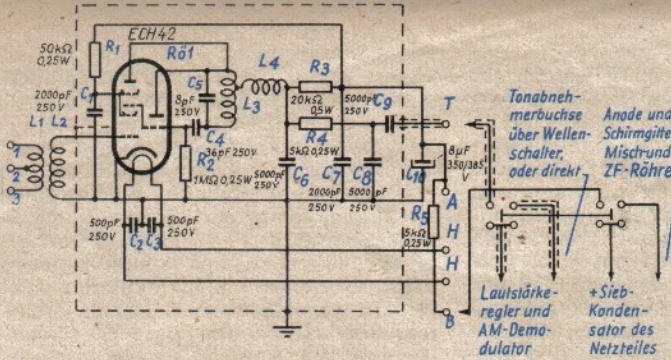 ECH42
Rö1
50kΩ
0,25W
R1
C1
2000pF
250V
L1
L2
1
2
3
C5
8pF
250V
L3
L4
C4
36pF 250V
R2
1MΩ 0,25W
R3
20kΩ
0,5W
R4
5kΩ 0,25W
5000pF
250V
C9
C6
5000pF
250V
C7
2000pF
250V
C8
5000pF
250V
C10
8µF
350/385
V
R5
5kΩ
0,25W
500pF
250V
C2
C3
500pF
250V
T
A
H
H
B
Tonabneh-
merbuchse
über Wellen-
schalter,
oder direkt
Anode und
Schirmgitter
Misch-und
ZF-Röhre
Lautstärke-
regler und
AM-Demo-
dulator
+Sieb-
Konden-
sator des
Netzteiles